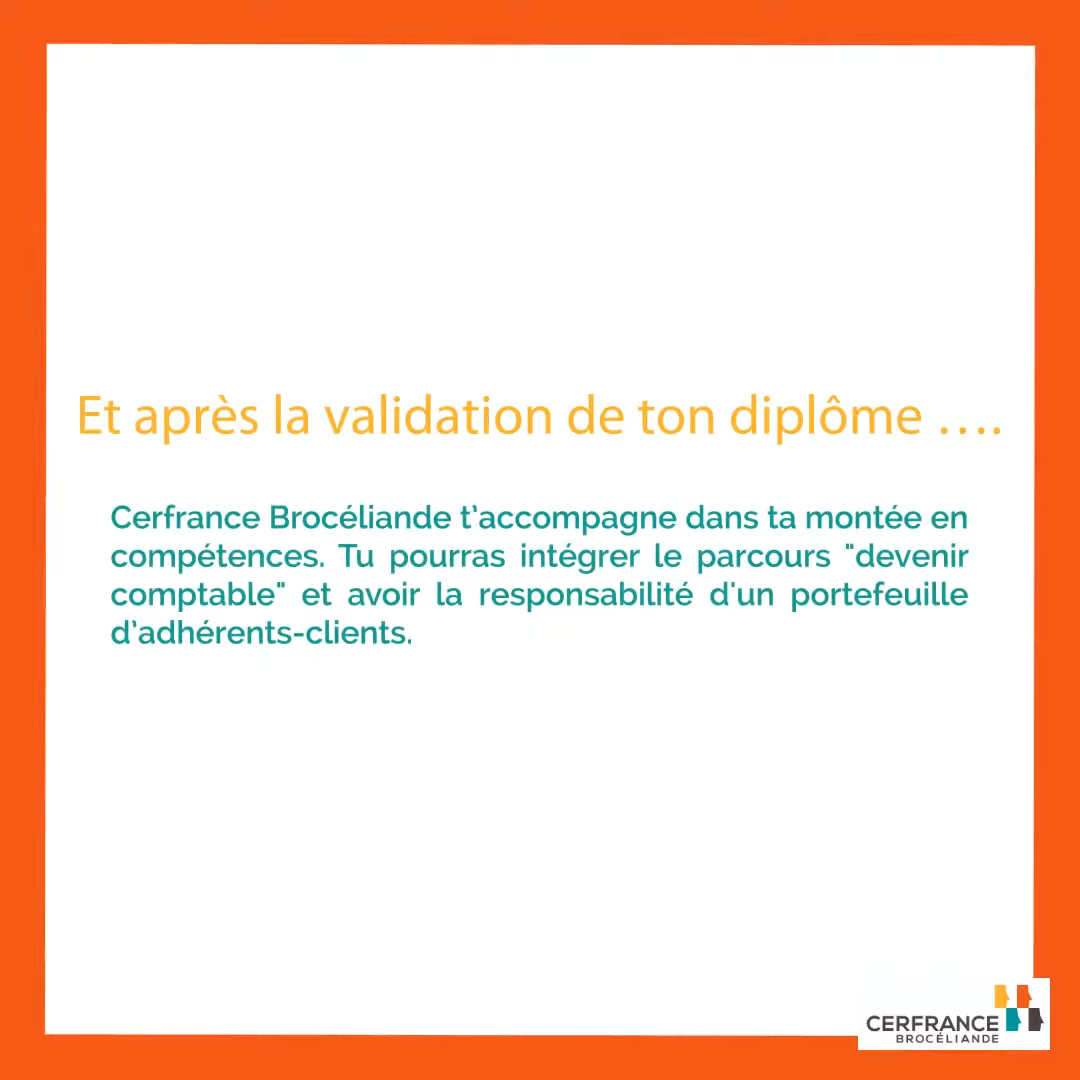 Et après la validation de ton diplôme ….
Cerfrance Brocéliande t'accompagne dans ta montée en
compétences. Tu pourras intégrer le parcours "devenir
comptable" et avoir la responsabilité d'un portefeuille
d'adhérents-clients.
CERFRANCE
BROCÉLIANDE